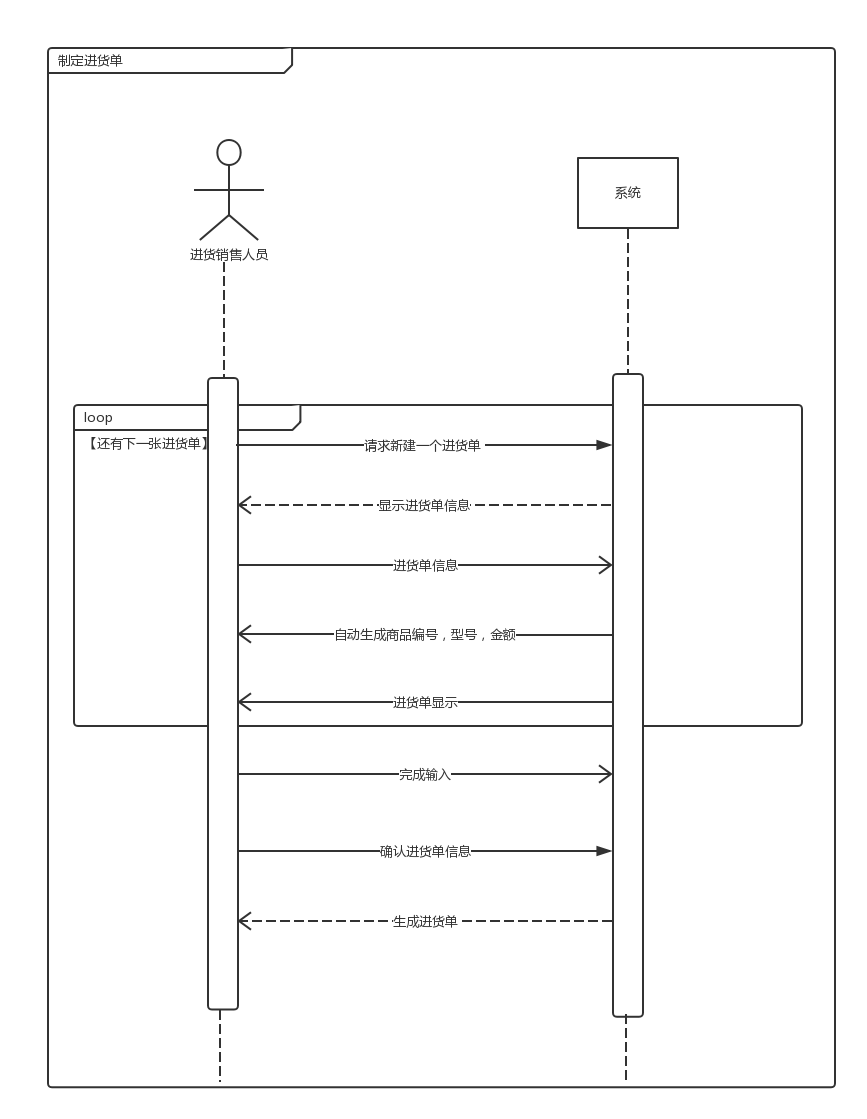 制定进货单
系统
进货销售人员
loop
【还有下一张进货单】
请求新建一个进货单
显示进货单信息
进货单信息
自动生成商品编号，型号，金额
进货单显示
完成输入
确认进货单信息
生成进货单